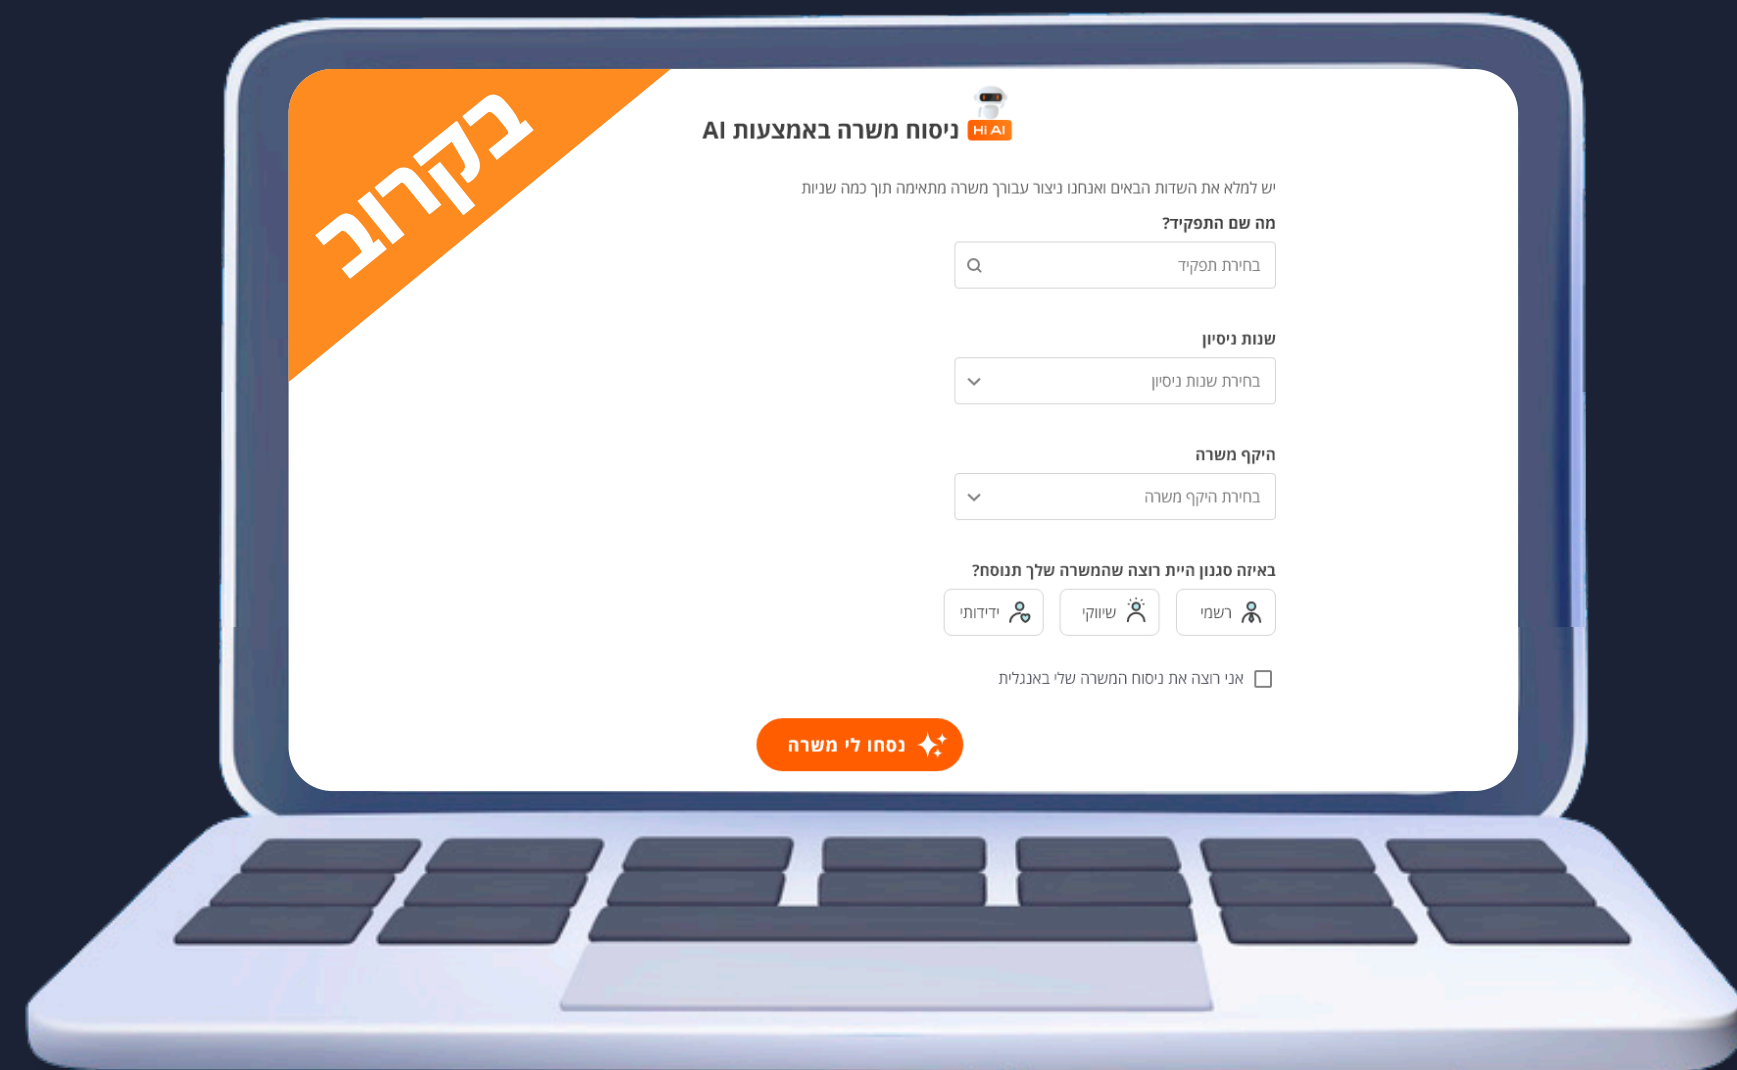 בקרוב
Hi AI
ניסוח משרה באמצעות AI
יש למלא את השדות הבאים ואנחנו ניצור עבורך משרה מתאימה תוך כמה שניות
מה שם התפקיד?
בחירת תפקיד
שנות ניסיון
בחירת שנות ניסיון
היקף משרה
בחירת היקף משרה
באיזה סגנון היית רוצה שהמשרה שלך תנוסח?
רשמי שיווקי ידידותי
אני רוצה את ניסוח המשרה שלי באנגלית
נסחו לי משרה